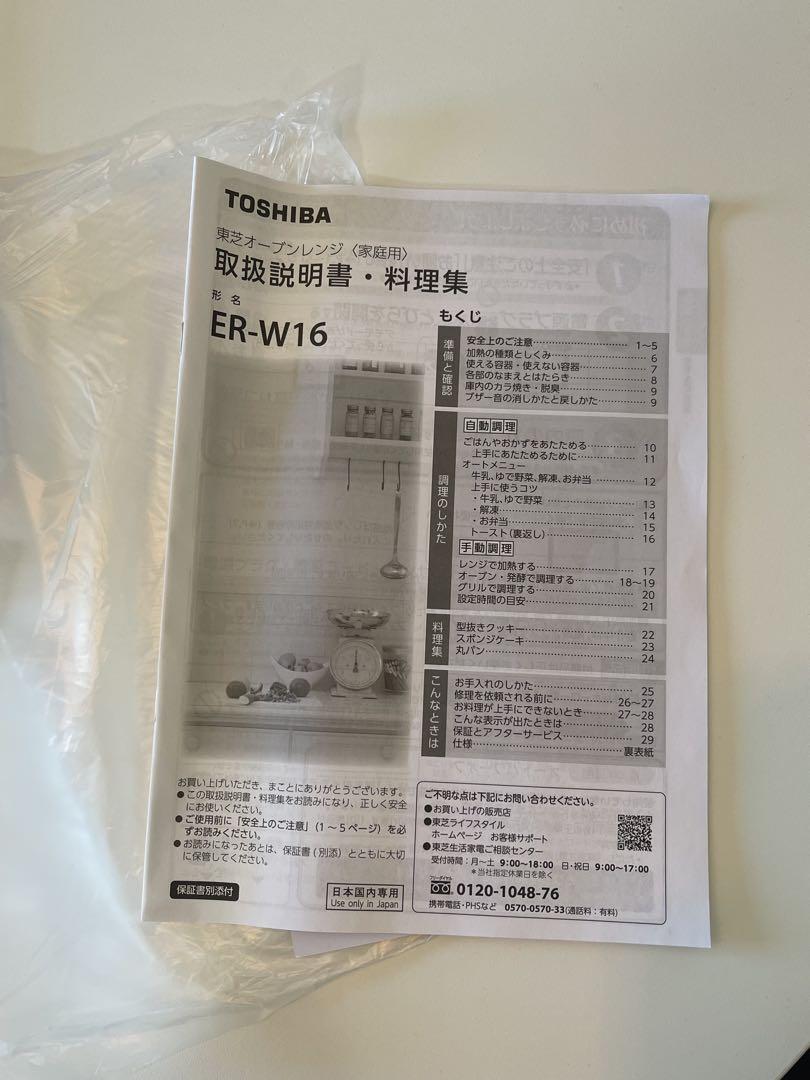 TOSHIBA
東芝オーブンレンジ〈家庭用〉
取扱説明書・料理集
形名
ER-W16
もくじ
準備と確認
安全上のご注意 1〜5
加熱の種類としくみ 6
使える容器・使えない容器 7
各部のなまえとはたらき 8
庫内のカラ焼き・脱臭 9
ブザー音の消しかたと戻しかた 9
調理のしかた
自動調理
ごはんやおかずをあたためる 10
上手にあたためるために 11
オートメニュー
牛乳、ゆで野菜、解凍、お弁当 12
上手に使うコツ
・牛乳、ゆで野菜 13
・解凍 14
・お弁当 15
トースト(裏返し) 16
手動調理
レンジで加熱する 17
オーブン・発酵で調理する 18〜19
グリルで調理する 20
設定時間の目安 21
料理集
型抜きクッキー 22
スポンジケーキ 23
丸パン 24
こんなときは
お手入れのしかた 25
修理を依頼される前に 26〜27
お料理が上手にできないとき 27〜28
こんな表示が出たときは 28
保証とアフターサービス 29
仕様 裏表紙
お買い上げいただき、まことにありがとうございます。
●この取扱説明書・料理集をお読みになり、正しく安全
にお使いください。
●ご使用前に「安全上のご注意」(1〜5ページ)を必
ずお読みください。
●お読みになったあとは、保証書(別添)とともに大切
に保管してください。
保証書別添付
日本国内専用
Use only in Japan
ご不明な点は下記にお問い合わせください。
●お買い上げの販売店
●東芝ライフスタイル
ホームページ お客様サポート
●東芝生活家電ご相談センター
受付時間:月〜土 9:00〜18:00 日・祝日 9:00〜17:00
*当社指定休業日を除く
フリーダイヤル
0120-1048-76
携帯電話・PHSなど 0570-0570-33(通話料:有料)